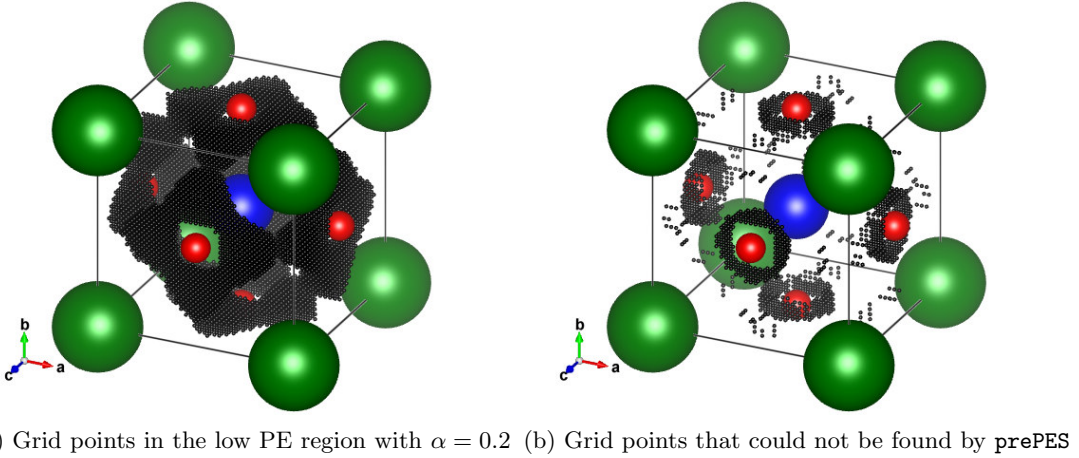 b
a
c
b
a
c
) Grid points in the low PE region with α = 0.2 (b) Grid points that could not be found by prePES